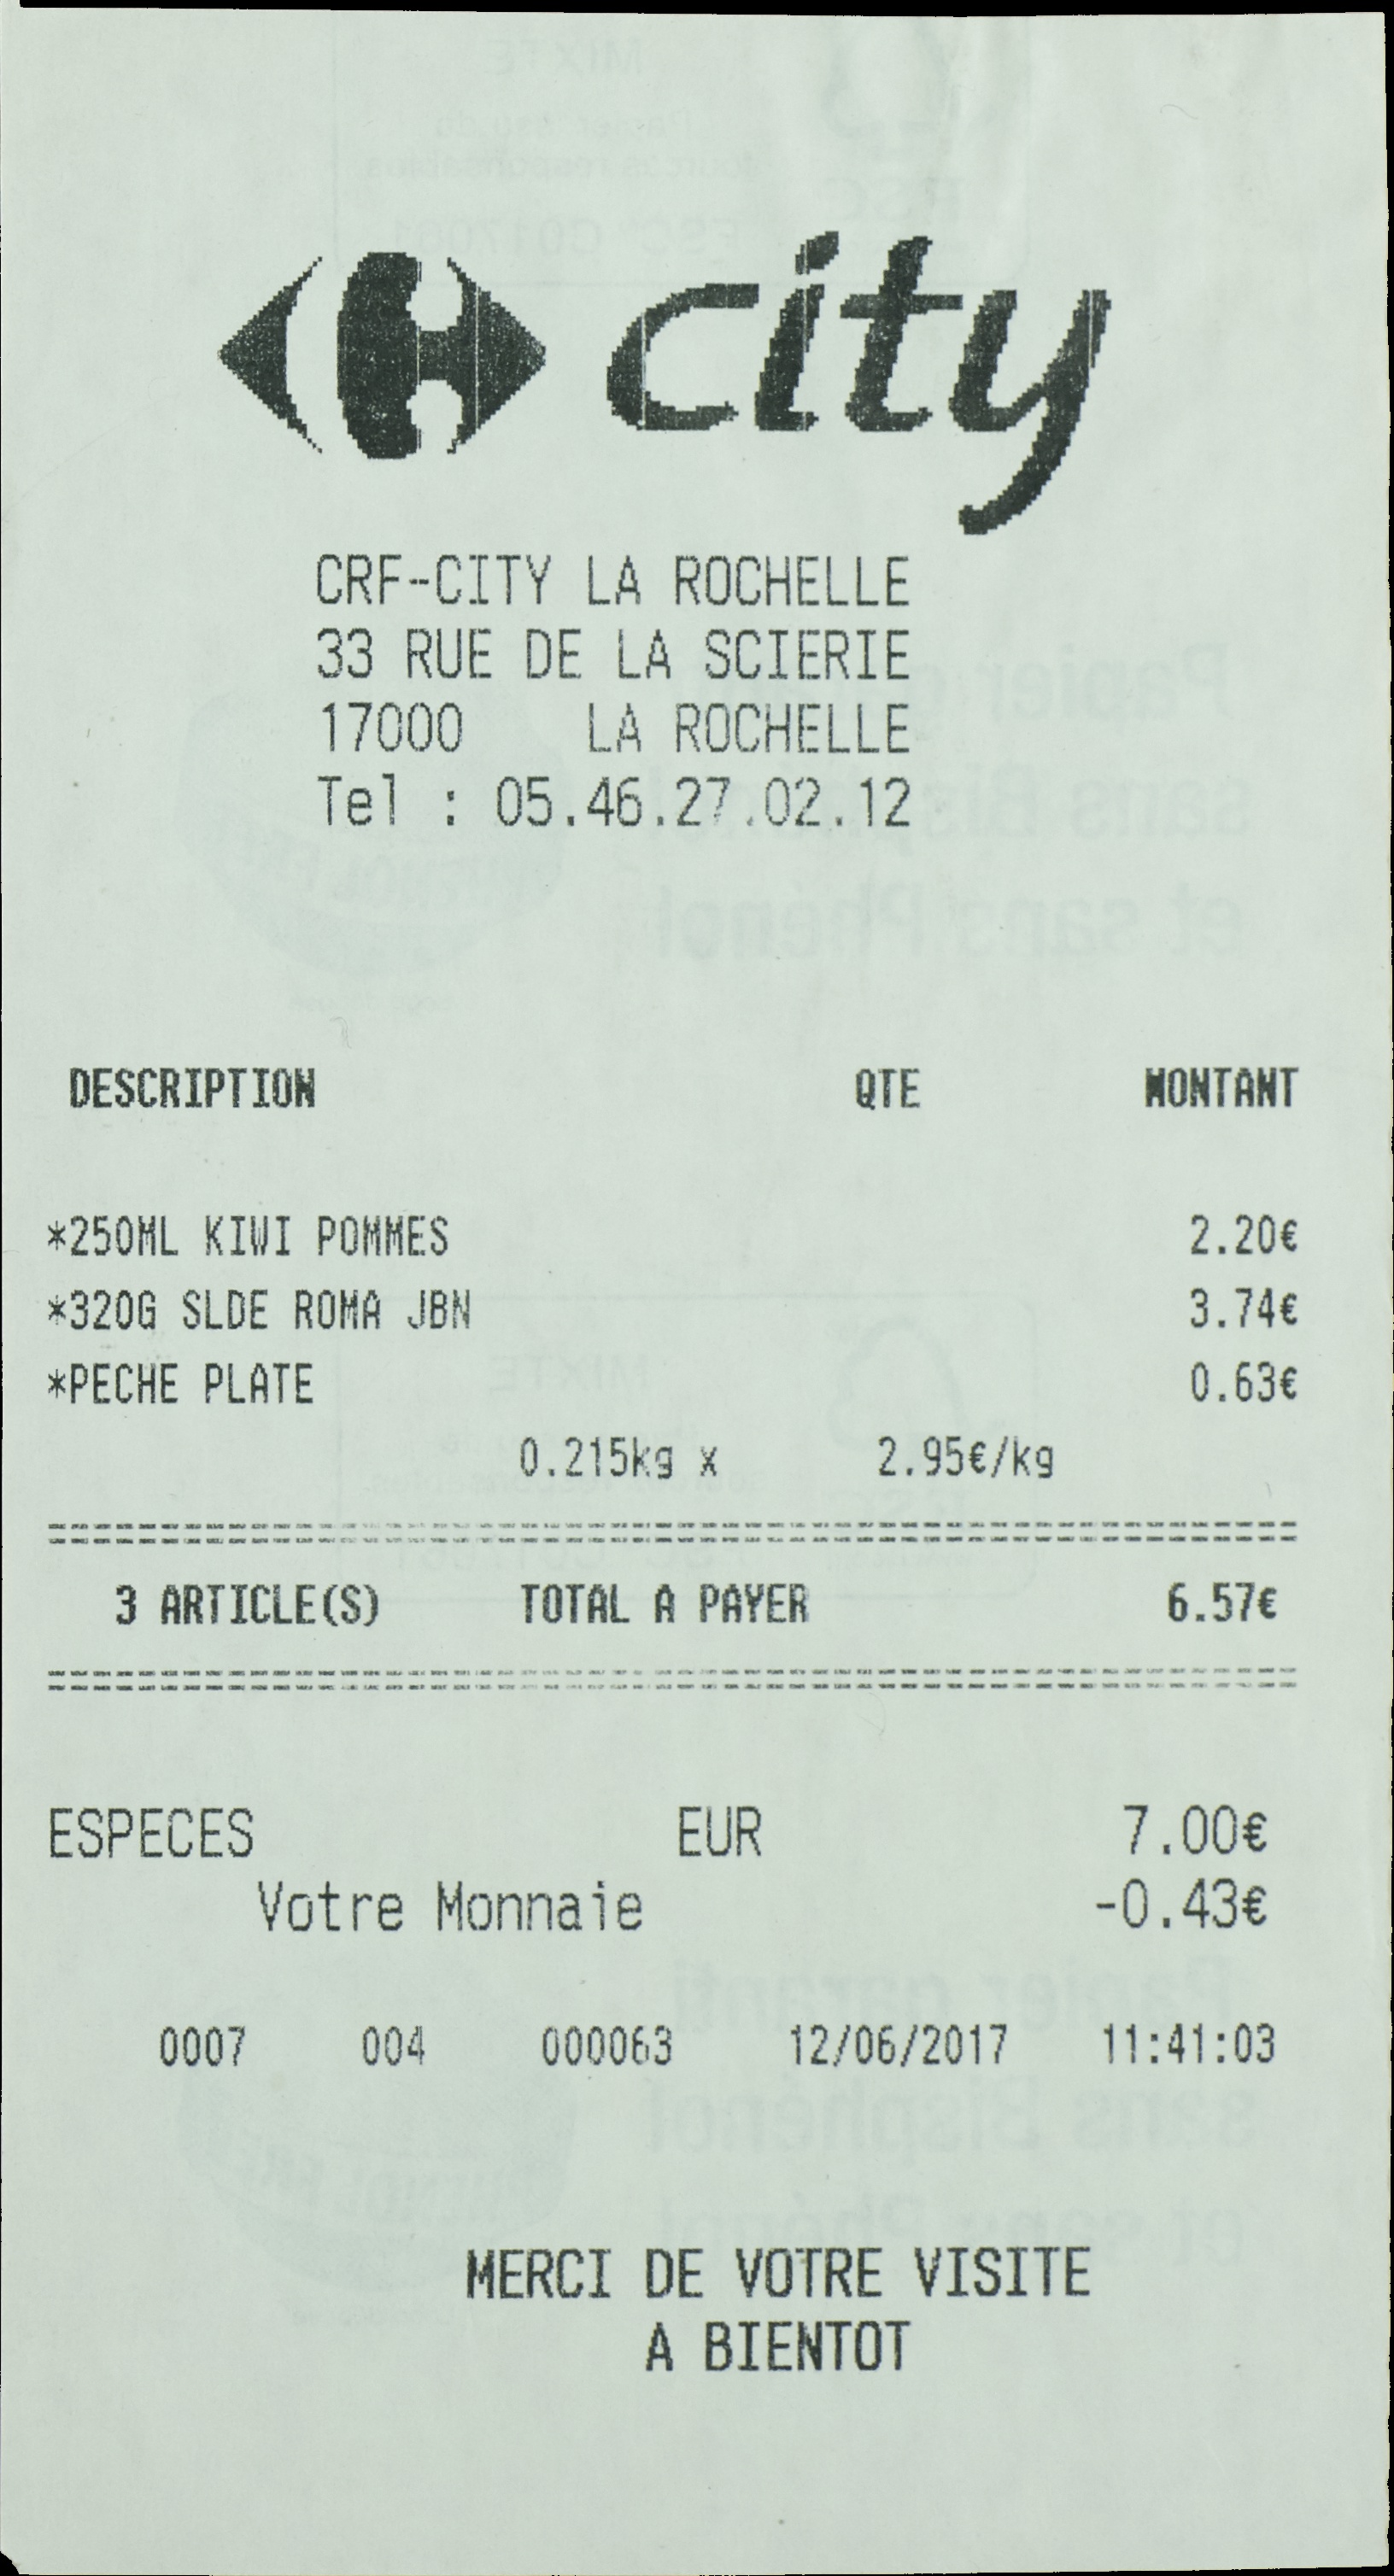 city
CRF-CITY LA ROCHELLE
33 RUE DE LA SCIERIE
17000 LA ROCHELLE
Tel : 05.46.27.02.12
DESCRIPTION QTE MONTANT
*250ML KIWI POMMES 2.20€
*320G SLDE ROMA JBN 3.74€
*PECHE PLATE 0.63€
0.215kg x 2.95€/kg
3 ARTICLE(S) TOTAL A PAYER 6.57€
ESPECES EUR 7.00€
Votre Monnaie -0.43€
0007 004 000063 12/06/2017 11:41:03
MERCI DE VOTRE VISITE
A BIENTOT